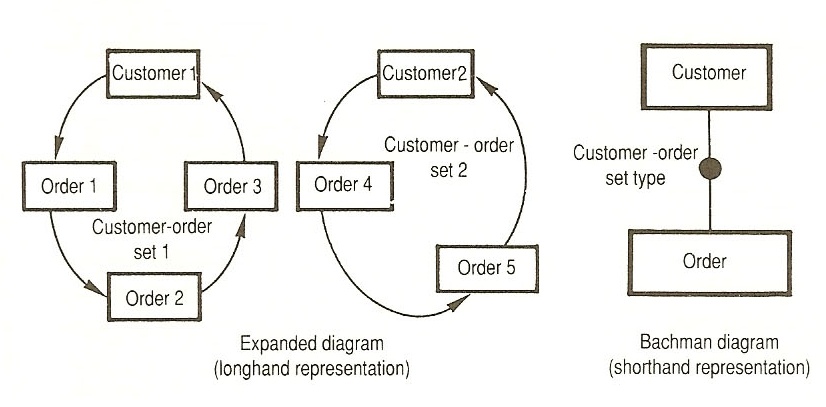 Customer 1
Order 1
Order 3
Customer-order
set 1
Order 2
Customer2
Customer - order
set 2
Order 4
Order 5
Expanded diagram
(longhand representation)
Customer
Customer -order
set type
Order
Bachman diagram
(shorthand representation)